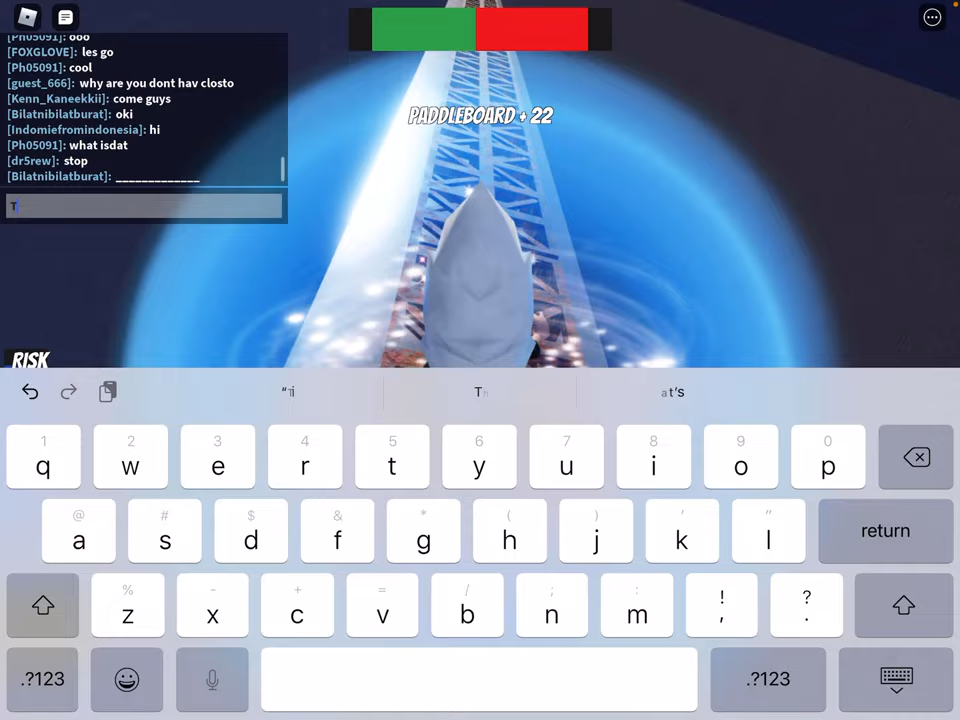 [Ph05091]: ooo
[FOXGLOVE]: les go
[Ph05091]: cool
[guest_666]: why are you dont hav closto
[Kenn_Kaneekkii]: come guys
[Bilatnibilatburat]: oki
[Indomiefromindonesia]: hi
[Ph05091]: what isdat
[dr5rew]: stop
[Bilatnibilatburat]: _____________
T
PADDLEBOARD + 22
RISK
1 2 3 4 5 6 7 8 9 0
q w e r t y u i o p
@ # $ & * ( ) ' "
a s d f g h j k l return
% - + = / ; : ! ?
z x c v b n m , .
.?123 .?123